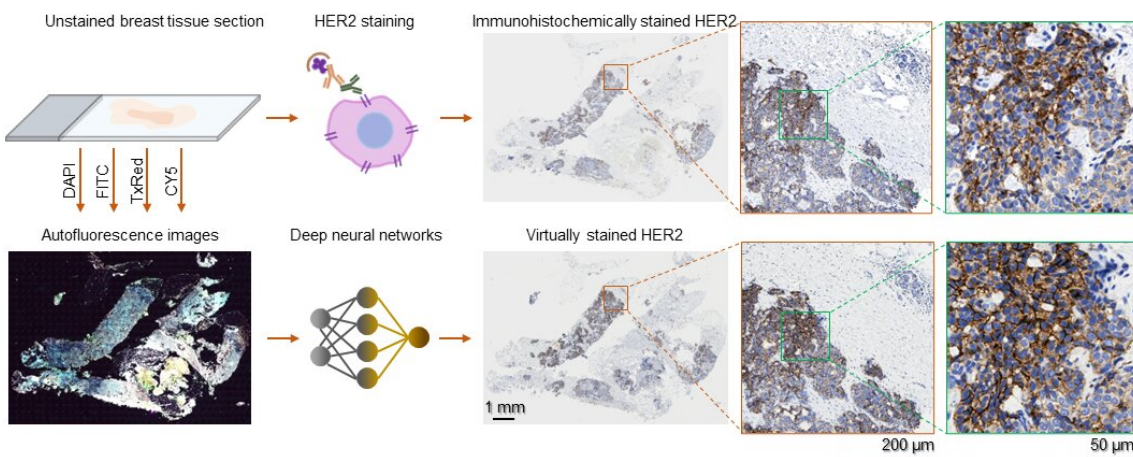 Unstained breast tissue section
HER2 staining
Immunohistochemically stained HER2
DAPI
FITC
TxRed
CY5
Autofluorescence images
Deep neural networks
Virtually stained HER2
1 mm
200 µm
50 µm